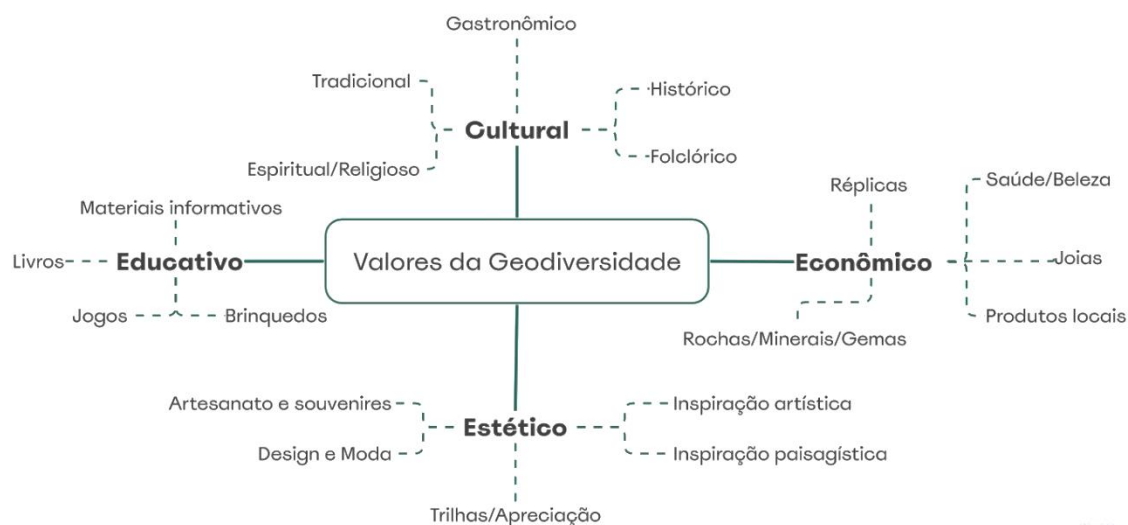 Gastronômico
Tradicional
Histórico
Cultural
Espiritual/Religioso
Folclórico
Réplicas
Saúde/Beleza
Materiais informativos
Livros
Educativo
Valores da Geodiversidade
Econômico
Joias
Jogos
Brinquedos
Produtos locais
Rochas/Minerais/Gemas
Artesanato e souvenires
Inspiração artística
Estético
Design e Moda
Inspiração paisagística
Trilhas/Apreciação